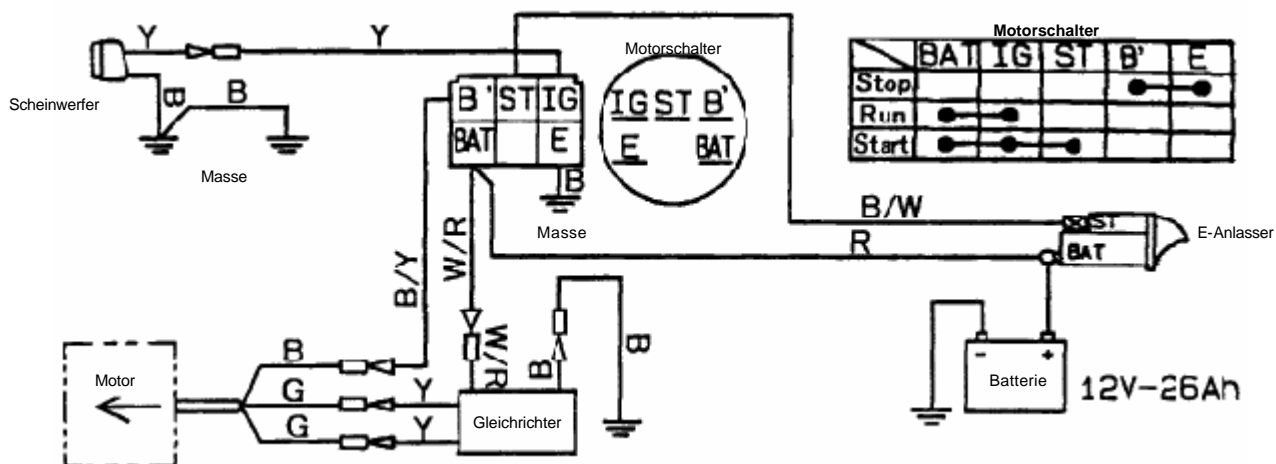 Y
Y
Scheinwerfer
B
B
Masse
B' ST IG
BAT E
B
Masse
Motorschalter
IG ST B'
E BAT
Motorschalter
BAT IG ST B' E
Stop
Run
Start
B/W
R
ST
BAT
E-Anlasser
B/Y
W/R
W/R
B
B
Motor
B
G
G
Y
Y
Gleichrichter
- +
Batterie
12V-26Ah